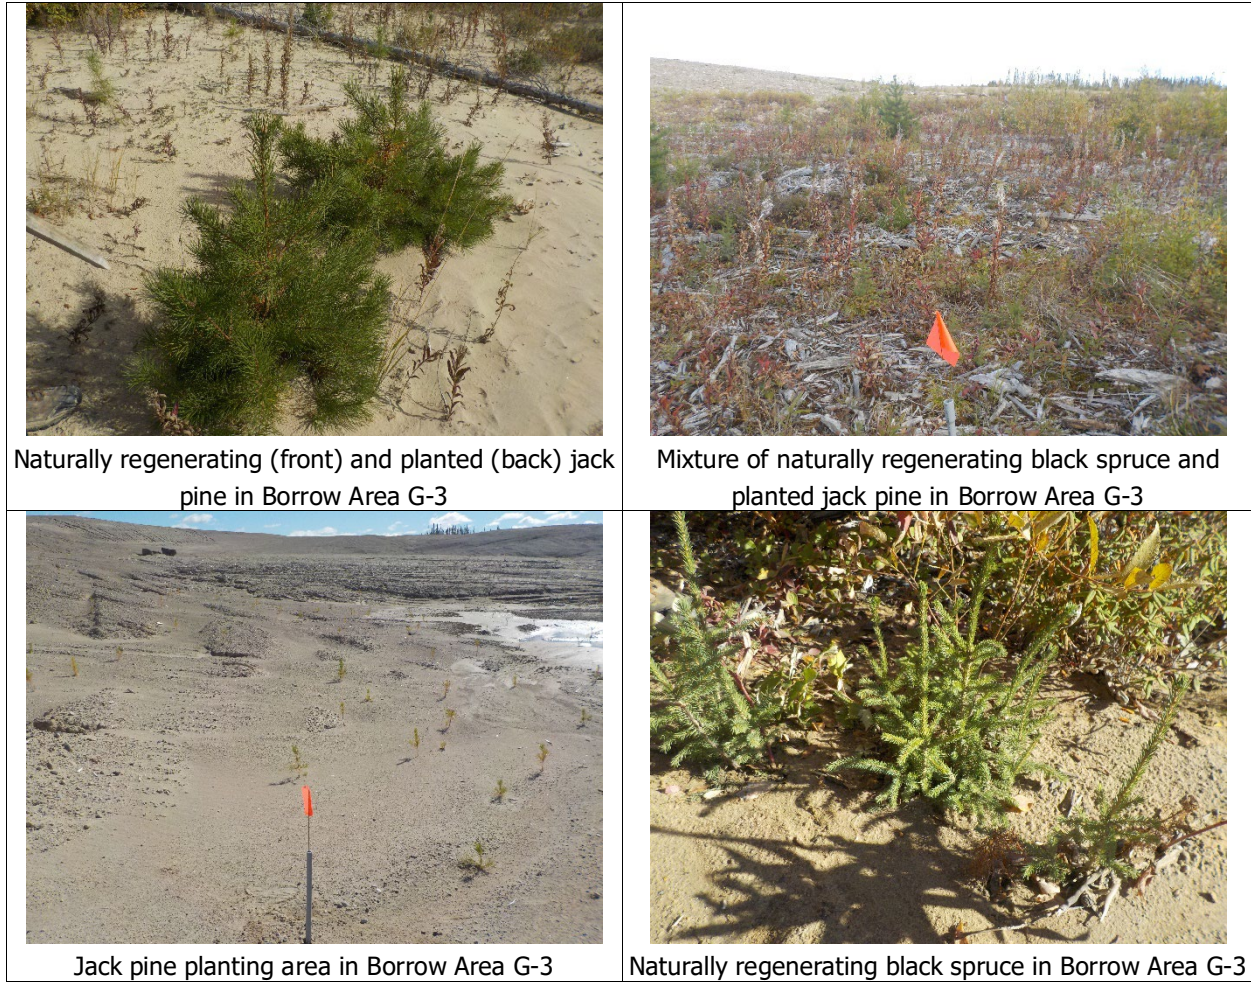 Naturally regenerating (front) and planted (back) jack
pine in Borrow Area G-3
Mixture of naturally regenerating black spruce and
planted jack pine in Borrow Area G-3
Jack pine planting area in Borrow Area G-3
Naturally regenerating black spruce in Borrow Area G-3